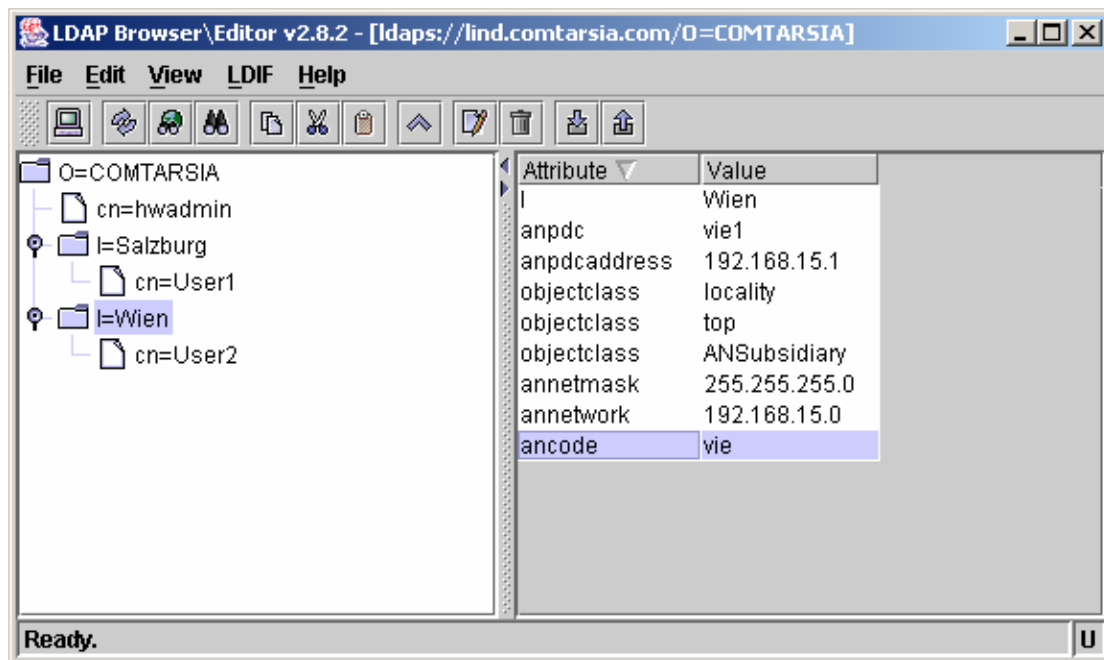 LDAP Browser\Editor v2.8.2 - [ldaps://lind.comtarsia.com/O=COMTARSIA]
File Edit View LDIF Help
O=COMTARSIA
cn=hwadmin
l=Salzburg
cn=User1
l=Wien
cn=User2
Attribute Value
l Wien
anpdc vie1
anpdcaddress 192.168.15.1
objectclass locality
objectclass top
objectclass ANSubsidiary
annetmask 255.255.255.0
annetwork 192.168.15.0
ancode vie
Ready. U